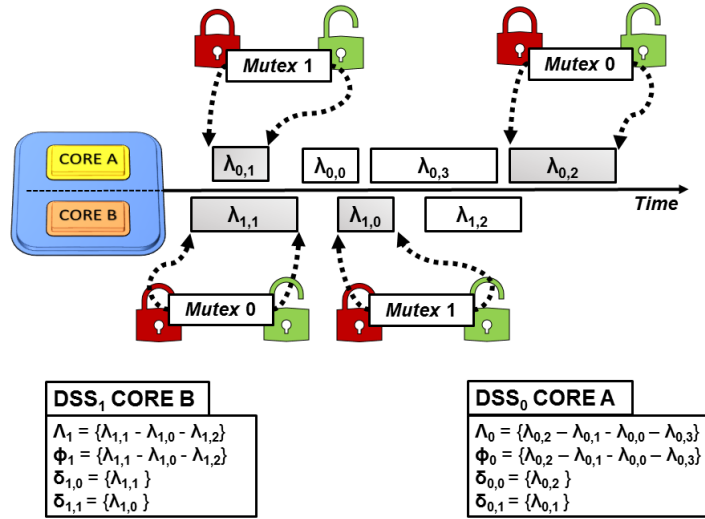 Mutex 1
Mutex 0
CORE A
λ0,1
λ0,0
λ0,3
λ0,2
Time
CORE B
λ1,1
λ1,0
λ1,2
Mutex 0
Mutex 1
DSS1 CORE B
Λ1 = {λ1,1 - λ1,0 - λ1,2}
ϕ1 = {λ1,1 - λ1,0 - λ1,2}
δ1,0 = {λ1,1 }
δ1,1 = {λ1,0 }
DSS0 CORE A
Λ0 = {λ0,2 – λ0,1 - λ0,0 – λ0,3}
ϕ0 = {λ0,2 – λ0,1 - λ0,0 – λ0,3}
δ0,0 = {λ0,2 }
δ0,1 = {λ0,1 }